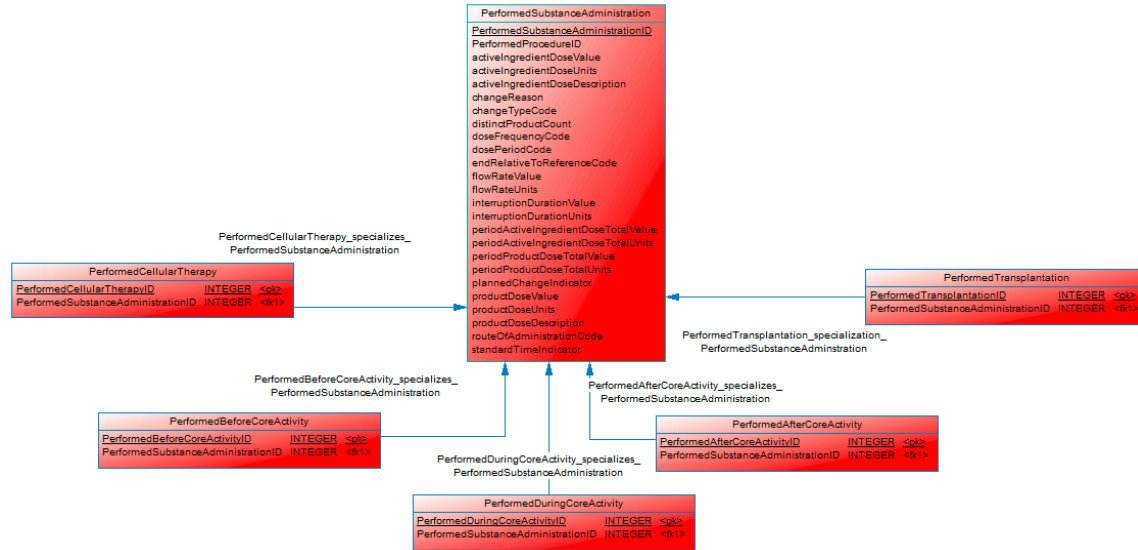 PerformedSubstanceAdministration
PerformedSubstanceAdministrationID
PerformedProcedureID
activeIngredientDoseValue
activeIngredientDoseUnits
activeIngredientDoseDescription
changeReason
changeTypeCode
distinctProductCount
doseFrequencyCode
dosePeriodCode
endRelativeToReferenceCode
flowRateValue
flowRateUnits
interruptionDurationValue
interruptionDurationUnits
periodActiveIngredientDoseTotalValue
periodActiveIngredientDoseTotalUnits
periodProductDoseTotalValue
periodProductDoseTotalUnits
plannedChangeIndicator
productDoseValue
productDoseUnits
productDoseDescription
routeOfAdministrationCode
standardTimeIndicator
PerformedCellularTherapy_specializes_
PerformedSubstanceAdministration
PerformedCellularTherapy
PerformedCellularTherapyID INTEGER <pk>
PerformedSubstanceAdministrationID INTEGER <fk1>
PerformedTransplantation
PerformedTransplantationID INTEGER <pk>
PerformedSubstanceAdministrationID INTEGER <fk1>
PerformedTransplantation_specialization_
PerformedSubstanceAdmnistration
PerformedBeforeCoreActivity_specializes_
PerformedSubstanceAdministration
PerformedBeforeCoreActivity
PerformedBeforeCoreActivityID INTEGER <pk>
PerformedSubstanceAdministrationID INTEGER <fk1>
PerformedAfterCoreActivity_specializes_
PerformedSubstanceAdministration
PerformedAfterCoreActivity
PerformedAfterCoreActivityID INTEGER <pk>
PerformedSubstanceAdministrationID INTEGER <fk1>
PerformedDuringCoreActivity_specializes_
PerformedSubstanceAdministration
PerformedDuringCoreActivity
PerformedDuringCoreActivityID INTEGER <pk>
PerformedSubstanceAdministrationID INTEGER <fk1>